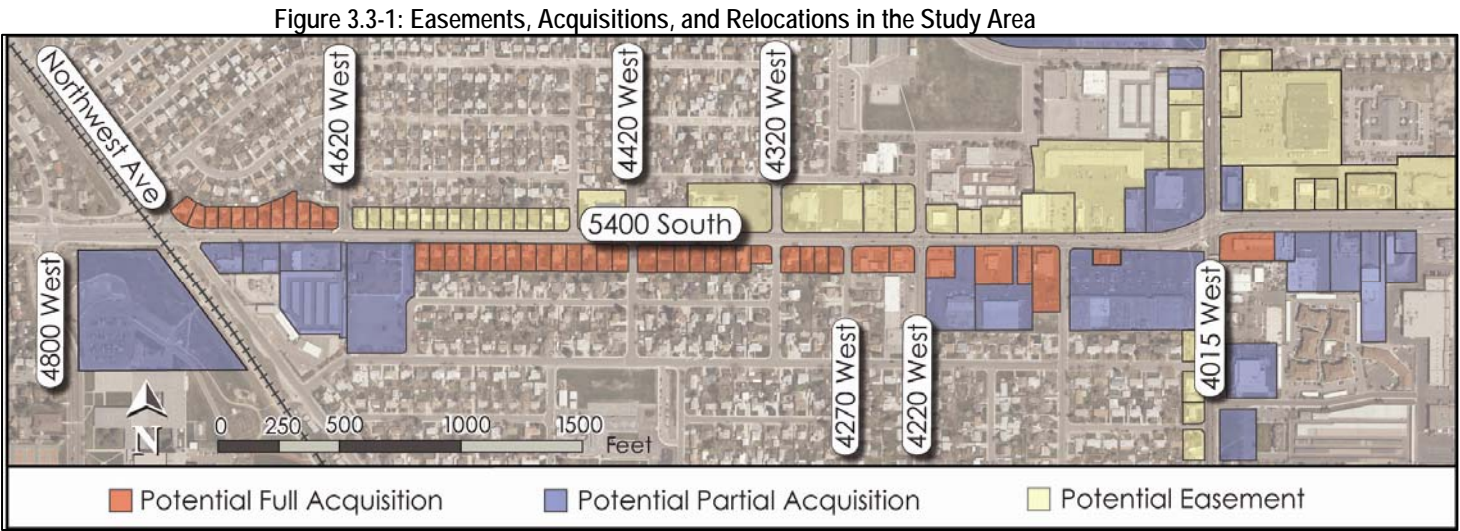 Figure 3.3-1: Easements, Acquisitions, and Relocations in the Study Area
Northwest Ave
4620 West
4420 West
4320 West
5400 South
4800 West
4270 West
4220 West
4015 West
N
0 250 500 1000 1500
Feet
Potential Full Acquisition Potential Partial Acquisition Potential Easement